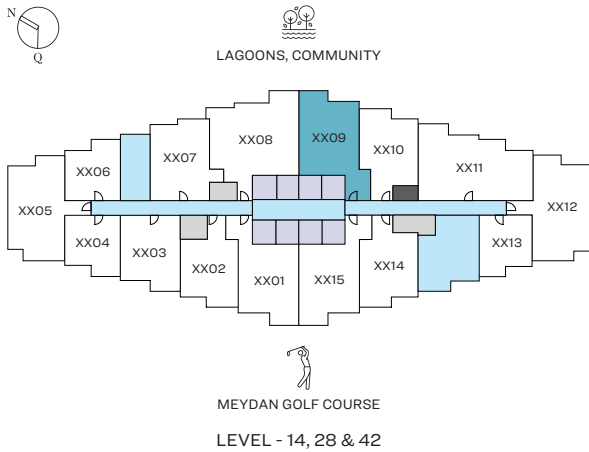 N
Q
LAGOONS, COMMUNITY
XX08
XX09
XX07
XX10
XX06
XX11
XX05
XX12
XX04
XX03
XX13
XX02
XX14
XX01
XX15
MEYDAN GOLF COURSE
LEVEL - 14, 28 & 42